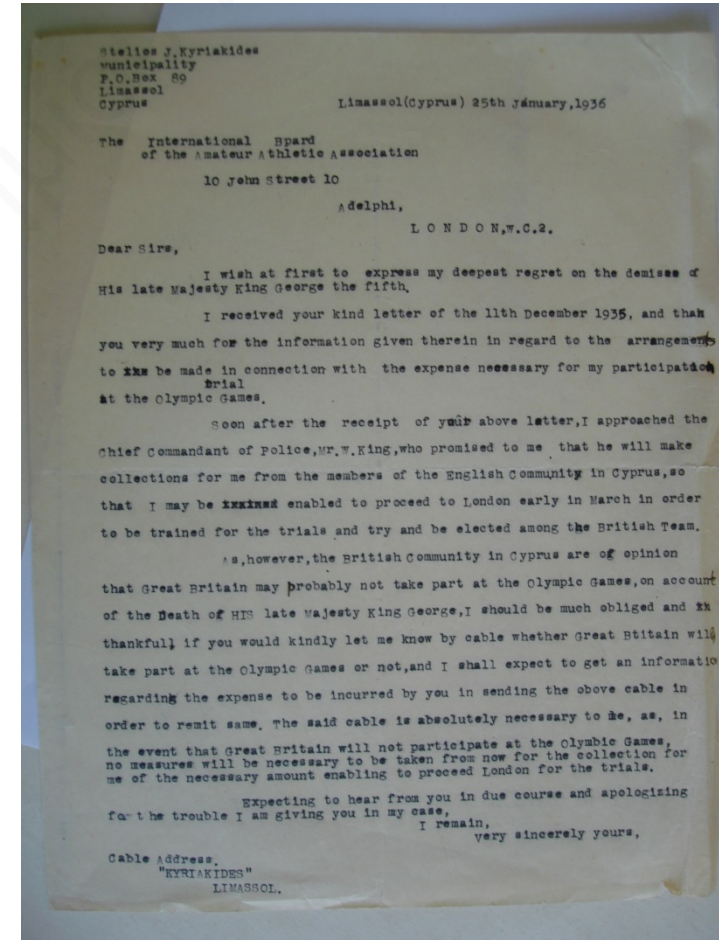 Stelios J.Kyriakides
Municipality
P.O.Box 89
Limassol
Cyprus
Limassol(Cyprus) 25th January,1936
The International Bpard
of the Amateur Athletic Association
10 John Street 10
Adelphi,
L O N D O N,W.C.2.
Dear Sirs,
I wish at first to express my deepest regret on the demises of
His late Majesty King George the fifth.
I received your kind letter of the 11th December 1935, and thank
you very much for the information given therein in regard to the arrangements
to be made in connection with the expense necessary for my participation
trial
at the Olympic Games.
Soon after the receipt of your above latter,I approached the
Chief Commandant of Police,Mr.W.King,who promised to me that he will make
collections for me from the members of the English Community in Cyprus,so
that I may be enabled to proceed to London early in March in order
to be trained for the trials and try and be elected among the British Team.
As,however,the British Community in Cyprus are of opinion
that Great Britain may probably not take part at the Olympic Games,on account
of the Death of HIS late Majesty King George,I should be much obliged and
thankfull if you would kindly let me know by cable whether Great Btitain will
take part at the Olympic Games or not,and I shall expect to get an informatio
regarding the expense to be incurred by you in sending the obove cable in
order to remit same. The said cable is absolutely necessary to me, as, in
the event that Great Britain will not participate at the Olymbic Games,
no measures will be necessary to be taken from now for the collection for
me of the necessary amount enabling to proceed London for the trials.
Expecting to hear from you in due course and apologizing
for the trouble I am giving you in my case,
I remain,
very sincerely yours,
Cable Address.
"KYRIAKIDES"
LIMASSOL.